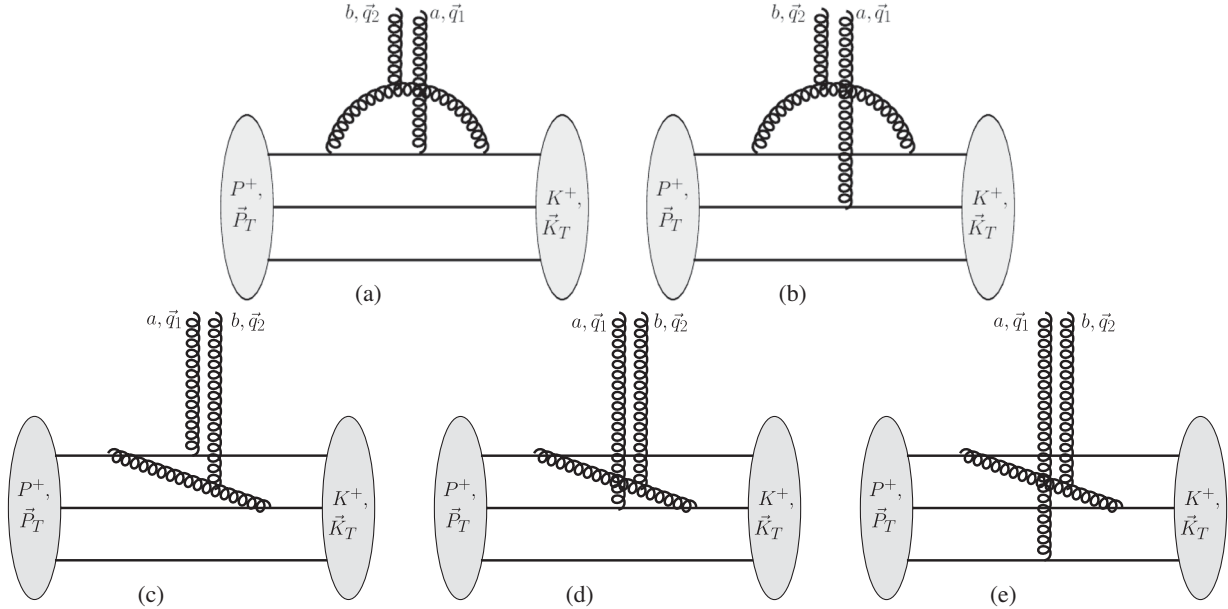 b, q⃗₂ a, q⃗₁ b, q⃗₂ a, q⃗₁
P⁺, P⃗_T K⁺, K⃗_T P⁺, P⃗_T K⁺, K⃗_T
(a) (b)
a, q⃗₁ b, q⃗₂ a, q⃗₁ b, q⃗₂ a, q⃗₁ b, q⃗₂
P⁺, P⃗_T K⁺, K⃗_T P⁺, P⃗_T K⁺, K⃗_T P⁺, P⃗_T K⁺, K⃗_T
(c) (d) (e)